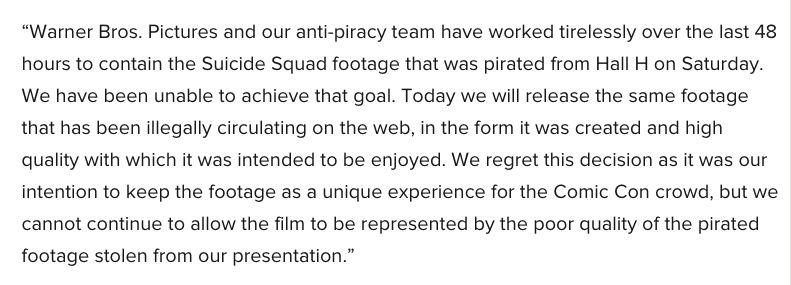 “Warner Bros. Pictures and our anti-piracy team have worked tirelessly over the last 48
hours to contain the Suicide Squad footage that was pirated from Hall H on Saturday.
We have been unable to achieve that goal. Today we will release the same footage
that has been illegally circulating on the web, in the form it was created and high
quality with which it was intended to be enjoyed. We regret this decision as it was our
intention to keep the footage as a unique experience for the Comic Con crowd, but we
cannot continue to allow the film to be represented by the poor quality of the pirated
footage stolen from our presentation.”